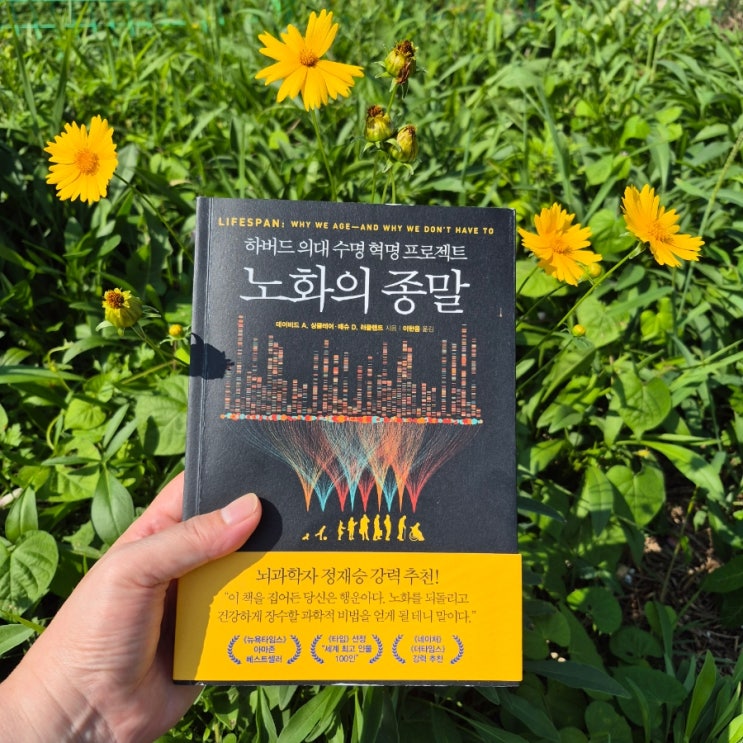 LIFESPAN: WHY WE AGE—AND WHY WE DON'T HAVE TO
하버드 의대 수명 혁명 프로젝트
노화의 종말
데이비드 A. 싱클레어·매슈 D. 러플랜트 지음 | 이한음 옮김
뇌과학자 정재승 강력 추천!
“이 책을 집어든 당신은 행운이다. 노화를 되돌리고
건강하게 장수할 과학적 비법을 얻게 될 테니 말이다.”
《뉴욕타임스》
아마존
베스트셀러
《타임》 선정
“세계 최고 인물
100인”
《네이처》
《더타임스》
강력 추천